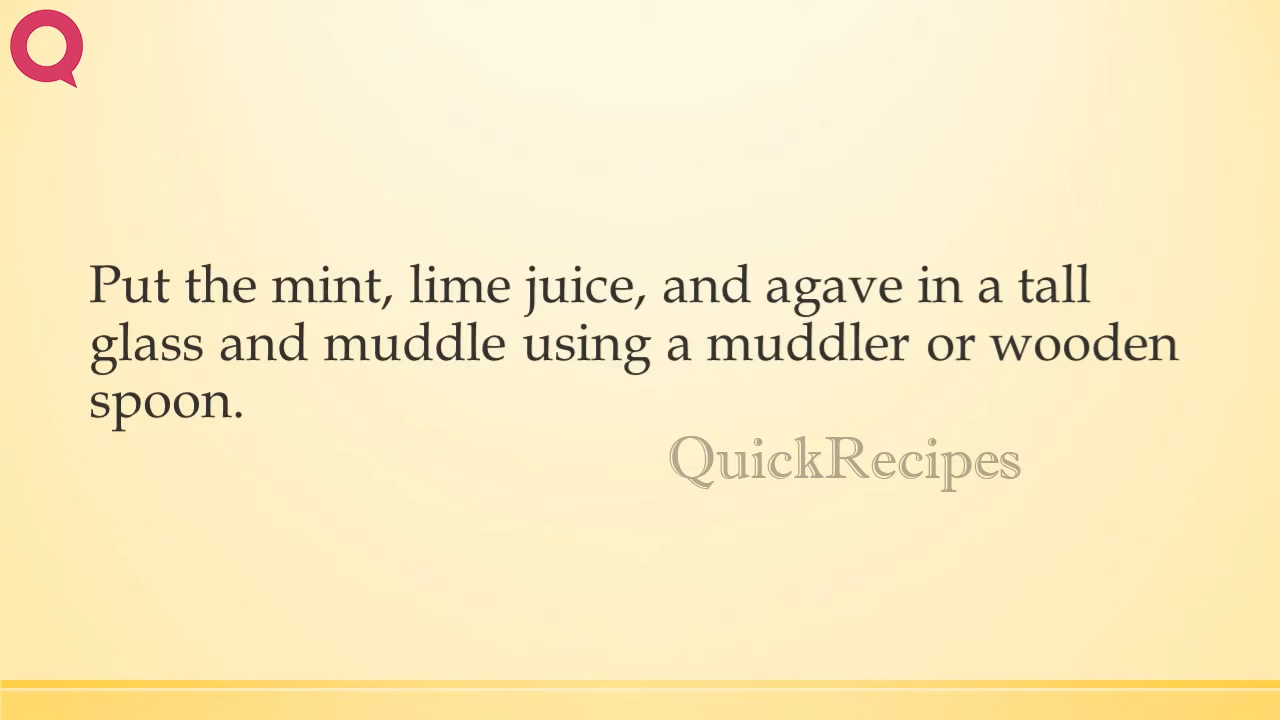 Put the mint, lime juice, and agave in a tall
glass and muddle using a muddler or wooden
spoon.
QuickRecipes